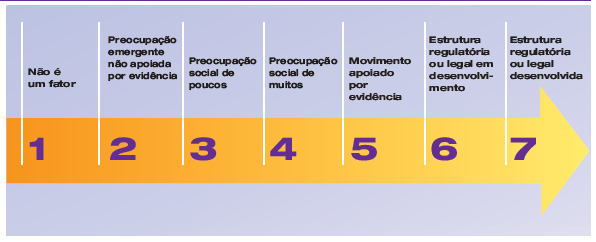 Não é
um fator
Preocupação
emergente
não apoiada
por evidência
Preocupação
social de
poucos
Preocupação
social de
muitos
Movimento
apoiado
por
evidência
Estrutura
regulatória
ou legal em
desenvolvi-
mento
Estrutura
regulatória
ou legal
desenvolvida
1 2 3 4 5 6 7